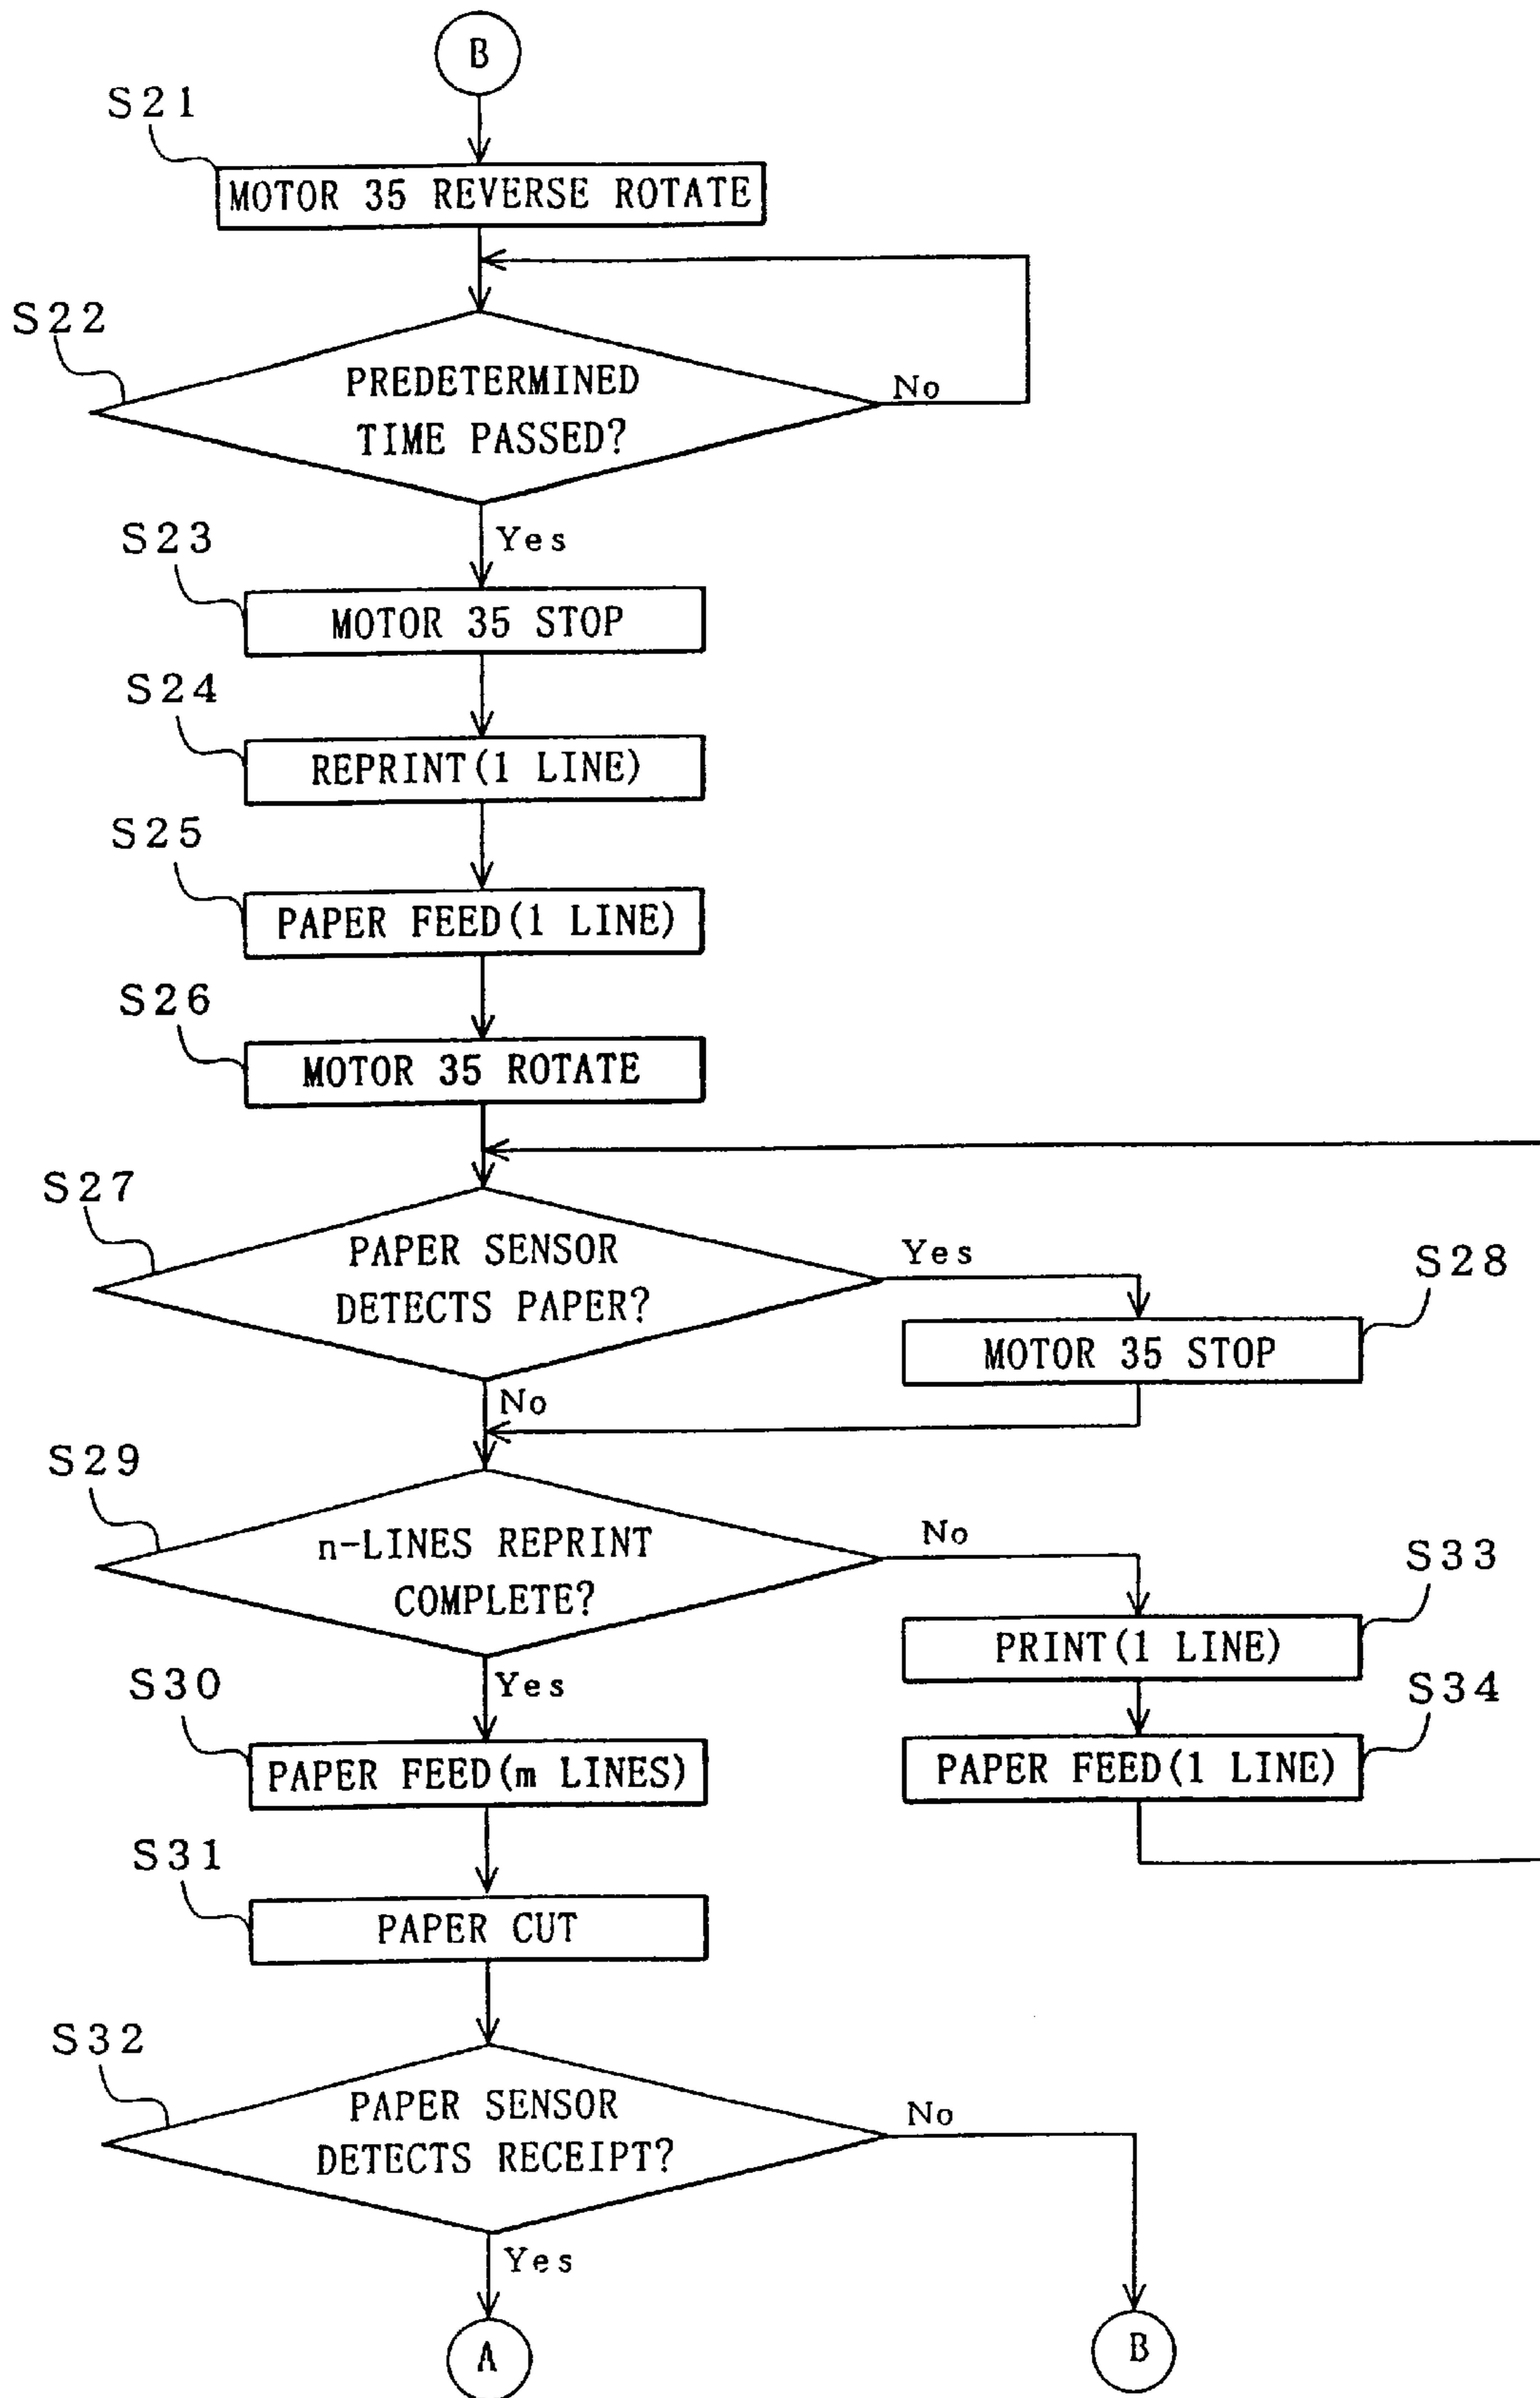 B
S21
MOTOR 35 REVERSE ROTATE
S22
PREDETERMINED
TIME PASSED?
No
Yes
S23
MOTOR 35 STOP
S24
REPRINT(1 LINE)
S25
PAPER FEED(1 LINE)
S26
MOTOR 35 ROTATE
S27
PAPER SENSOR
DETECTS PAPER?
Yes
S28
MOTOR 35 STOP
No
S29
n-LINES REPRINT
COMPLETE?
No
S33
PRINT(1 LINE)
Yes
S30
S34
PAPER FEED(m LINES)
PAPER FEED(1 LINE)
S31
PAPER CUT
S32
PAPER SENSOR
DETECTS RECEIPT?
No
Yes
A
B